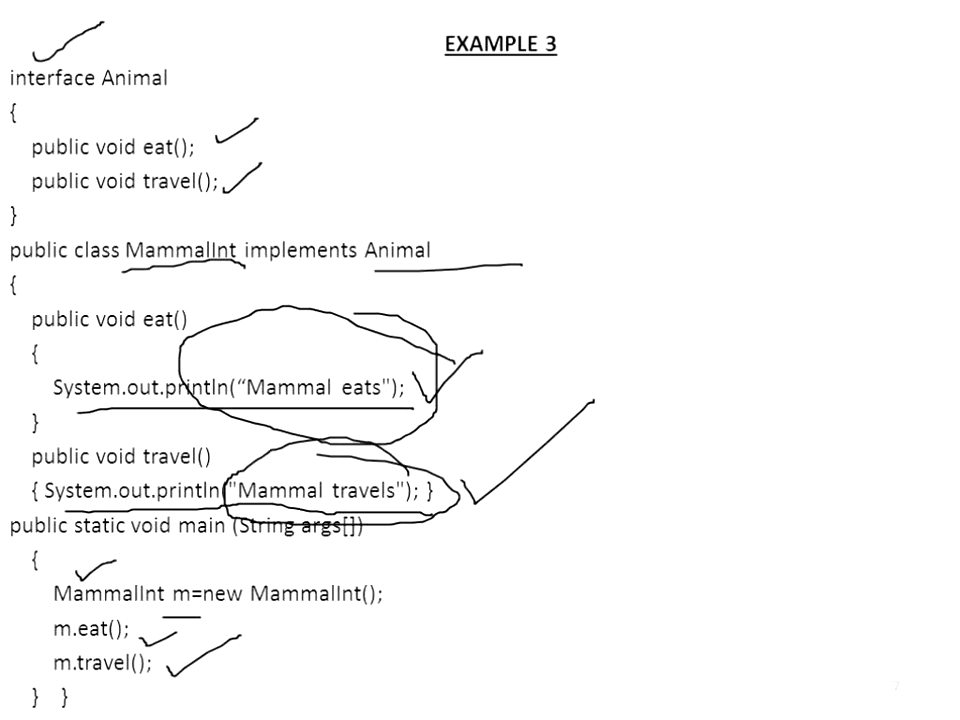 EXAMPLE 3
interface Animal
{
public void eat();
public void travel();
}
public class MammalInt implements Animal
{
public void eat()
{
System.out.println(“Mammal eats");
}
public void travel()
{ System.out.println("Mammal travels"); }
public static void main (String args[])
{
MammalInt m=new MammalInt();
m.eat();
m.travel();
} }